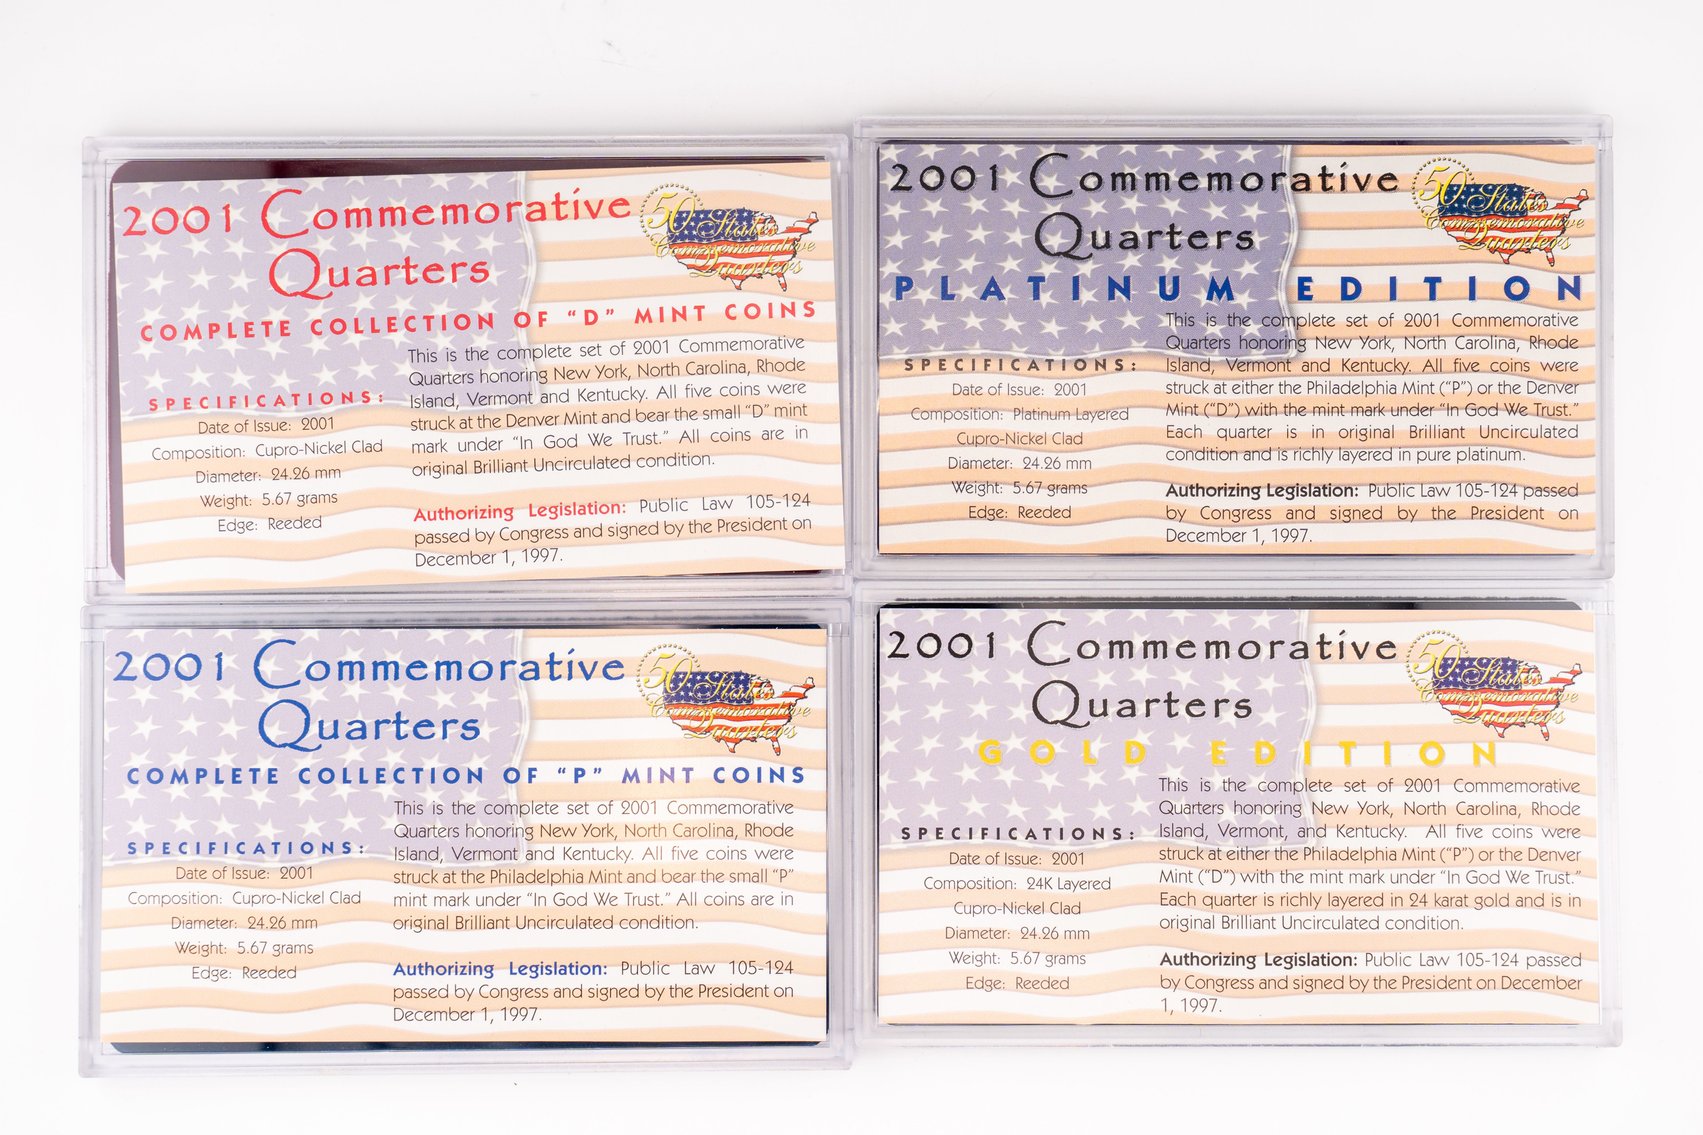 2001 Commemorative
Quarters
50 States
Commemorative
Quarters
COMPLETE COLLECTION OF “D” MINT COINS
SPECIFICATIONS:
Date of Issue: 2001
Composition: Cupro-Nickel Clad
Diameter: 24.26 mm
Weight: 5.67 grams
Edge: Reeded
This is the complete set of 2001 Commemorative
Quarters honoring New York, North Carolina, Rhode
Island, Vermont and Kentucky. All five coins were
struck at the Denver Mint and bear the small “D” mint
mark under “In God We Trust.” All coins are in
original Brilliant Uncirculated condition.
Authorizing Legislation: Public Law 105-124
passed by Congress and signed by the President on
December 1, 1997.
2001 Commemorative
Quarters
50 States
Commemorative
Quarters
PLATINUM EDITION
SPECIFICATIONS:
Date of Issue: 2001
Composition: Platinum Layered
Cupro-Nickel Clad
Diameter: 24.26 mm
Weight: 5.67 grams
Edge: Reeded
This is the complete set of 2001 Commemorative
Quarters honoring New York, North Carolina, Rhode
Island, Vermont and Kentucky. All five coins were
struck at either the Philadelphia Mint (“P”) or the Denver
Mint (“D”) with the mint mark under “In God We Trust.”
Each quarter is in original Brilliant Uncirculated
condition and is richly layered in pure platinum.
Authorizing Legislation: Public Law 105-124 passed
by Congress and signed by the President on
December 1, 1997.
2001 Commemorative
Quarters
50 States
Commemorative
Quarters
COMPLETE COLLECTION OF “P” MINT COINS
SPECIFICATIONS:
Date of Issue: 2001
Composition: Cupro-Nickel Clad
Diameter: 24.26 mm
Weight: 5.67 grams
Edge: Reeded
This is the complete set of 2001 Commemorative
Quarters honoring New York, North Carolina, Rhode
Island, Vermont and Kentucky. All five coins were
struck at the Philadelphia Mint and bear the small “P”
mint mark under “In God We Trust.” All coins are in
original Brilliant Uncirculated condition.
Authorizing Legislation: Public Law 105-124
passed by Congress and signed by the President on
December 1, 1997.
2001 Commemorative
Quarters
50 States
Commemorative
Quarters
GOLD EDITION
SPECIFICATIONS:
Date of Issue: 2001
Composition: 24K Layered
Cupro-Nickel Clad
Diameter: 24.26 mm
Weight: 5.67 grams
Edge: Reeded
This is the complete set of 2001 Commemorative
Quarters honoring New York, North Carolina, Rhode
Island, Vermont, and Kentucky. All five coins were
struck at either the Philadelphia Mint (“P”) or the Denver
Mint (“D”) with the mint mark under “In God We Trust.”
Each quarter is richly layered in 24 karat gold and is in
original Brilliant Uncirculated condition.
Authorizing Legislation: Public Law 105-124 passed
by Congress and signed by the President on December
1, 1997.